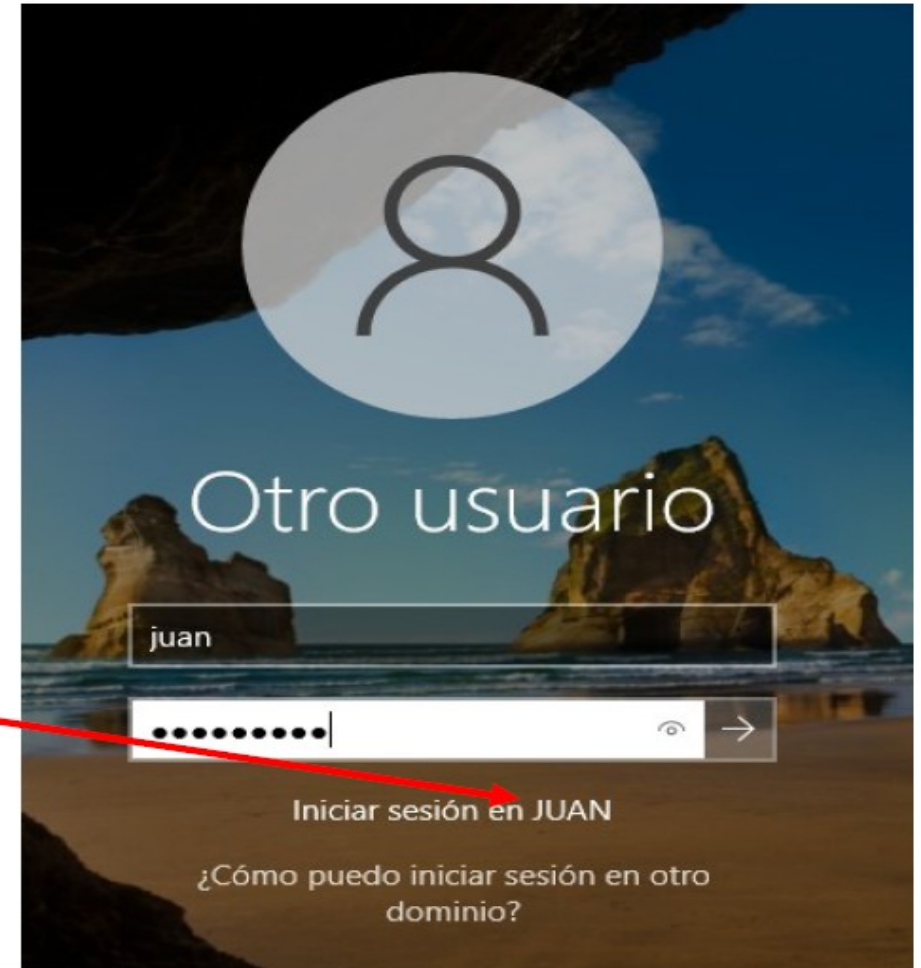 Otro usuario
juan
Iniciar sesión en JUAN
¿Cómo puedo iniciar sesión en otro
dominio?